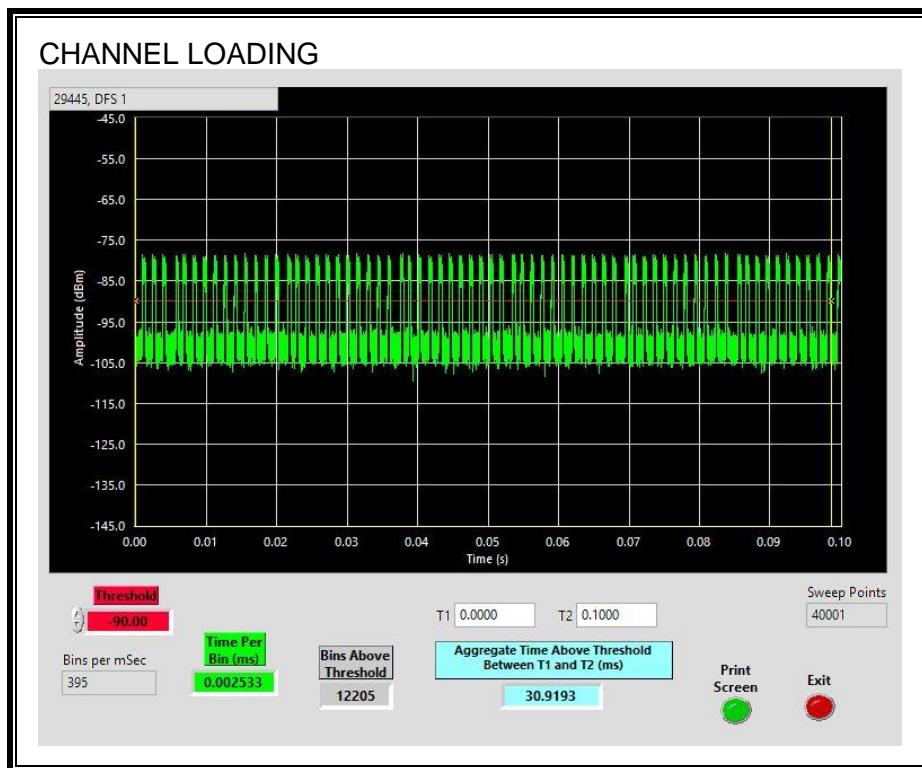 CHANNEL LOADING
29445, DFS 1
-45.0
-55.0
-65.0
-75.0
-85.0
-95.0
-105.0
-115.0
-125.0
-135.0
-145.0
Amplitude (dBm)
0.00 0.01 0.02 0.03 0.04 0.05 0.06 0.07 0.08 0.09 0.10
Time (s)
Threshold
-90.00
T1 0.0000 T2 0.1000
Sweep Points
40001
Bins per mSec
395
Time Per
Bin (ms)
0.002533
Bins Above
Threshold
12205
Aggregate Time Above Threshold
Between T1 and T2 (ms)
30.9193
Print
Screen
Exit